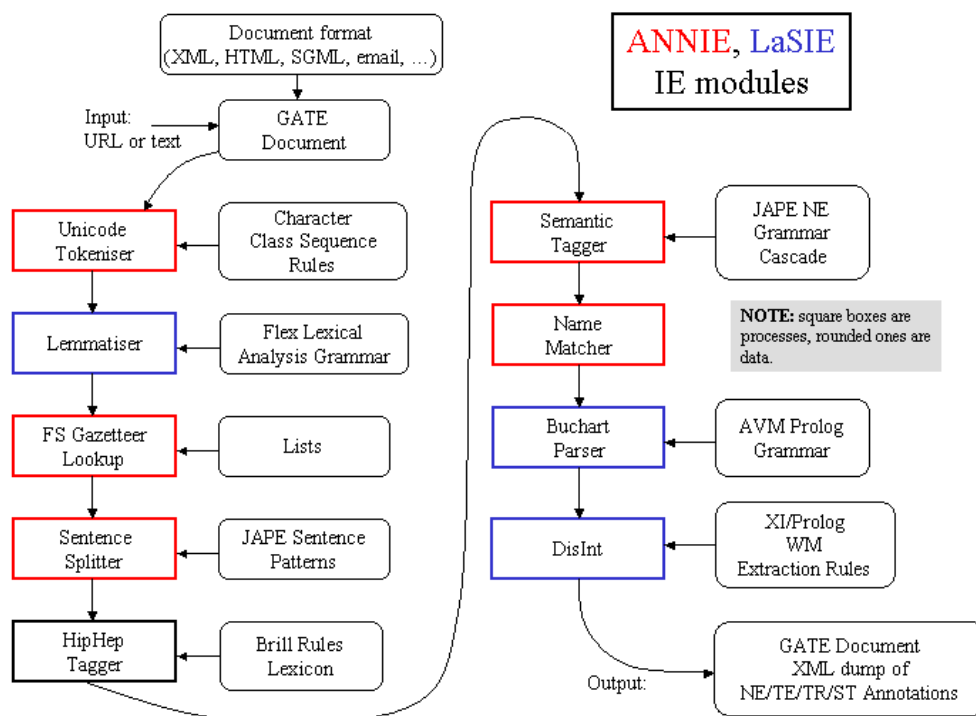 Document format
(XML, HTML, SGML, email, ...)
Input:
URL or text
GATE
Document
ANNIE, LaSIE
IE modules
Unicode
Tokeniser
Character
Class Sequence
Rules
Lemmatiser
Flex Lexical
Analysis Grammar
FS Gazetteer
Lookup
Lists
Sentence
Splitter
JAPE Sentence
Patterns
HipHep
Tagger
Brill Rules
Lexicon
Semantic
Tagger
JAPE NE
Grammar
Cascade
Name
Matcher
NOTE: square boxes are
processes, rounded ones are
data.
Buchart
Parser
AVM Prolog
Grammar
DisInt
XI/Prolog
WM
Extraction Rules
Output:
GATE Document
XML dump of
NE/TE/TR/ST Annotations